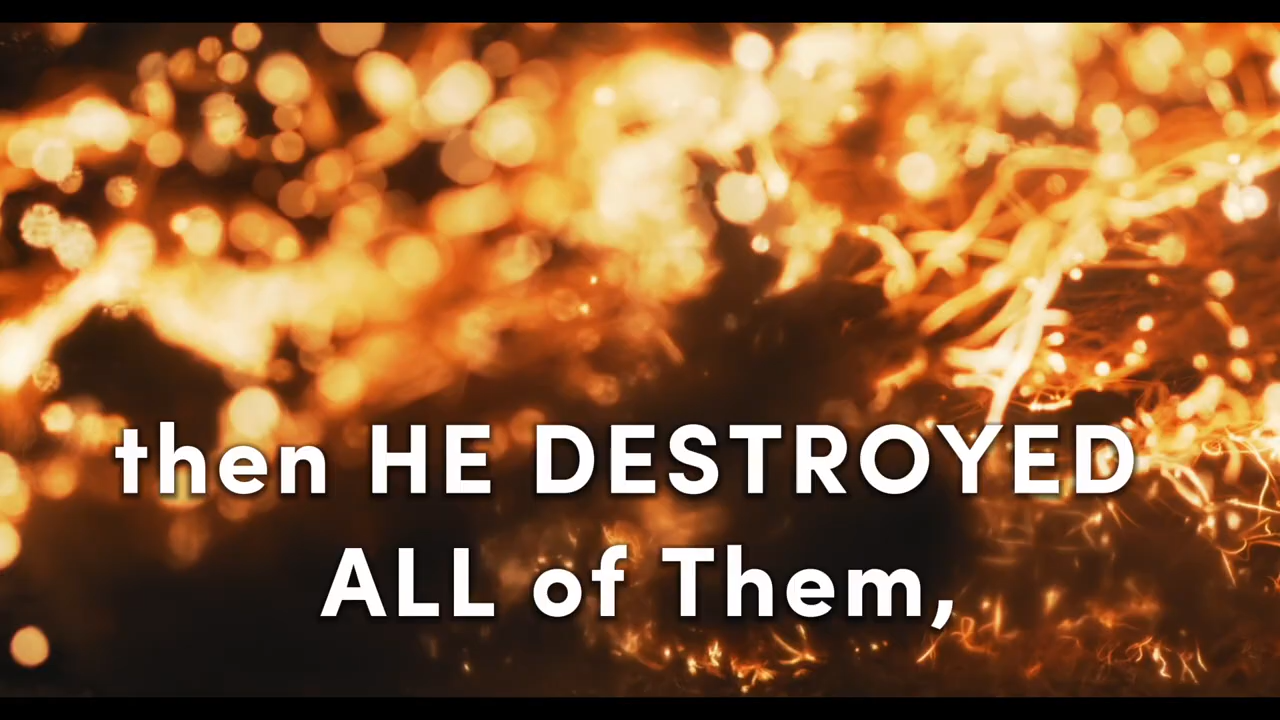 then HE DESTROYED
ALL of Them,